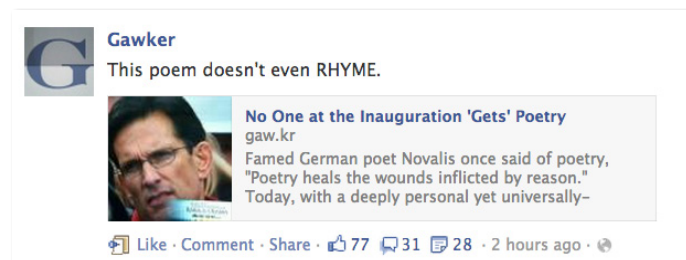 G
Gawker
This poem doesn't even RHYME.
No One at the Inauguration 'Gets' Poetry
gaw.kr
Famed German poet Novalis once said of poetry,
"Poetry heals the wounds inflicted by reason."
Today, with a deeply personal yet universally–
Like · Comment · Share · 77 31 28 · 2 hours ago ·